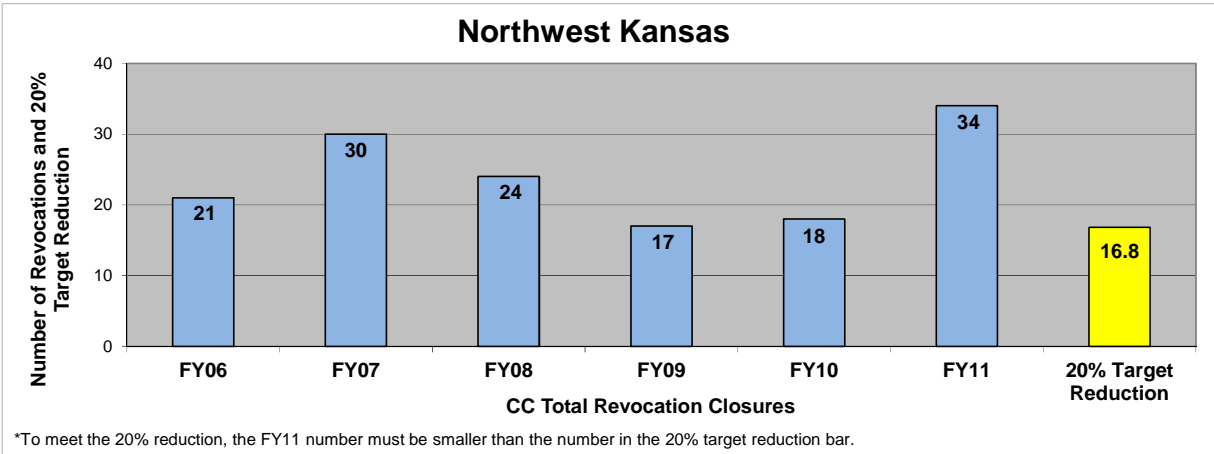 Northwest Kansas
Number of Revocations and 20%
Target Reduction
40
30
20
10
0
21
30
24
17
18
34
16.8
FY06 FY07 FY08 FY09 FY10 FY11 20% Target
Reduction
CC Total Revocation Closures
*To meet the 20% reduction, the FY11 number must be smaller than the number in the 20% target reduction bar.